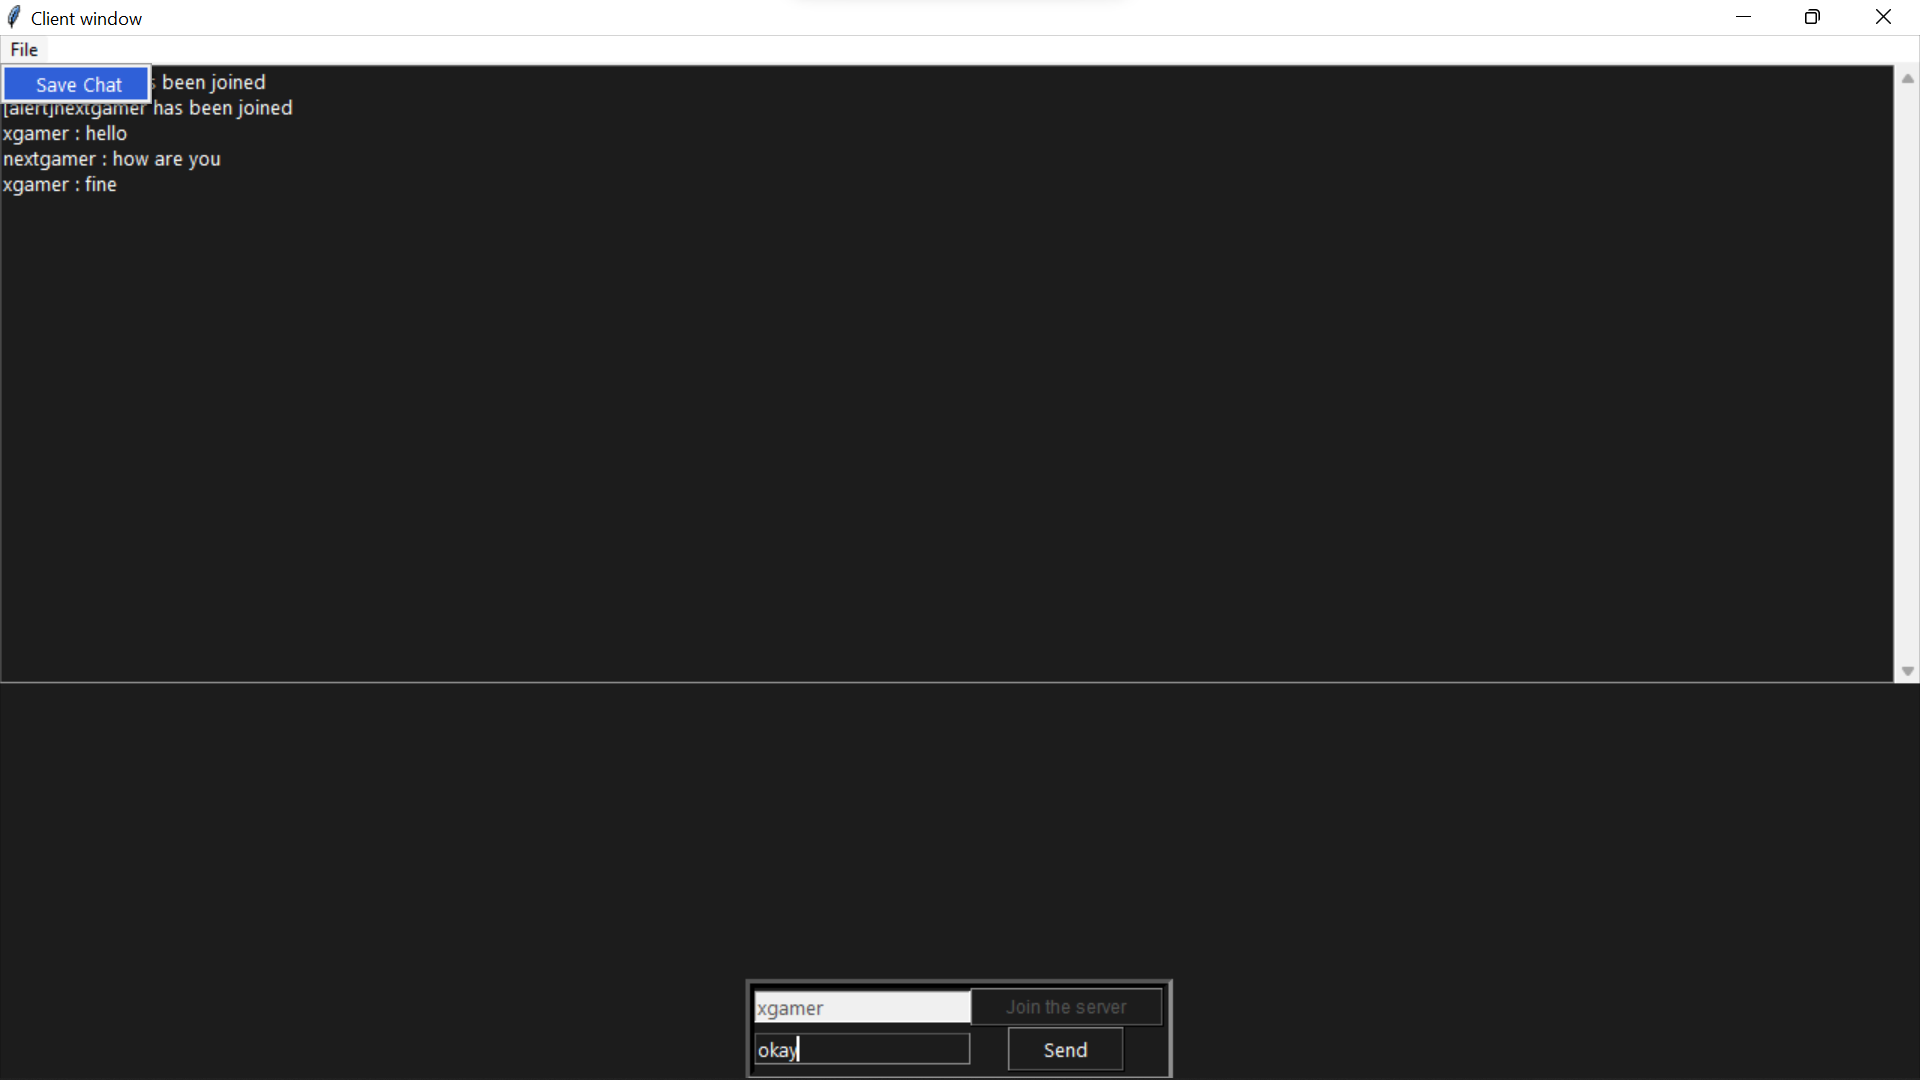 Client window
File
Save Chat
been joined
[alert]nextgamer has been joined
xgamer : hello
nextgamer : how are you
xgamer : fine
xgamer
Join the server
okay
Send